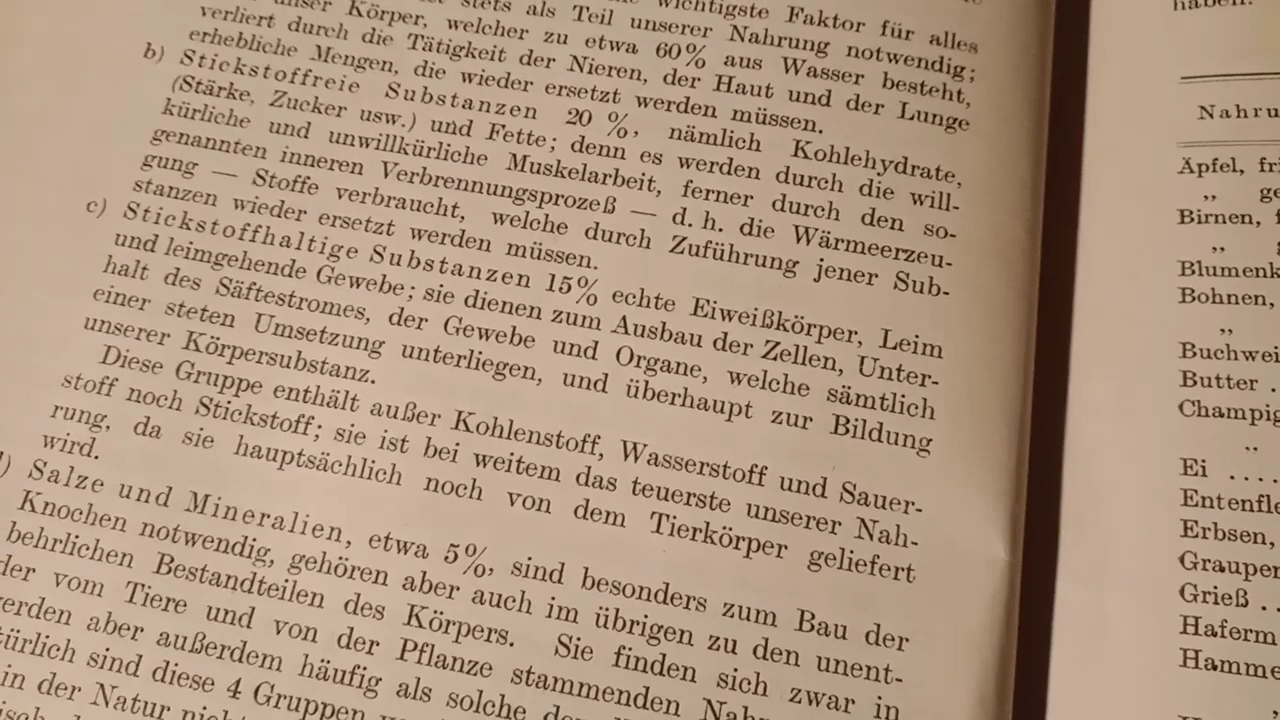 wichtigste Faktor für alles
stets als Teil unserer Nahrung notwendig;
unser Körper, welcher zu etwa 60% aus Wasser besteht,
verliert durch die Tätigkeit der Nieren, der Haut und der Lunge
erhebliche Mengen, die wieder ersetzt werden müssen.
b) Stickstoffreie Substanzen 20 %, nämlich Kohlehydrate,
(Stärke, Zucker usw.) und Fette; denn es werden durch die will-
kürliche und unwillkürliche Muskelarbeit, ferner durch den so-
genannten inneren Verbrennungsprozeß — d. h. die Wärmeerzeu-
gung — Stoffe verbraucht, welche durch Zuführung jener Sub-
stanzen wieder ersetzt werden müssen.
c) Stickstoffhaltige Substanzen 15% echte Eiweißkörper, Leim
und leimgehende Gewebe; sie dienen zum Ausbau der Zellen, Unter-
halt des Säftestromes, der Gewebe und Organe, welche sämtlich
einer steten Umsetzung unterliegen, und überhaupt zur Bildung
unserer Körpersubstanz.
Diese Gruppe enthält außer Kohlenstoff, Wasserstoff und Sauer-
stoff noch Stickstoff; sie ist bei weitem das teuerste unserer Nah-
rung, da sie hauptsächlich noch von dem Tierkörper geliefert
wird.
Salze und Mineralien, etwa 5%, sind besonders zum Bau der
Knochen notwendig, gehören aber auch im übrigen zu den unent-
behrlichen Bestandteilen des Körpers. Sie finden sich zwar in
der vom Tiere und von der Pflanze stammenden
werden aber außerdem häufig als solche
sind diese 4 Gruppen
in der Natur
haben.
Nahru
Äpfel, fri
„ ge
Birnen,
„
Blumenk
Bohnen,
„
Buchwei
Butter .
Champig
„
Ei ....
Entenfle
Erbsen,
Graupen
Grieß ..
Haferm
Hamme